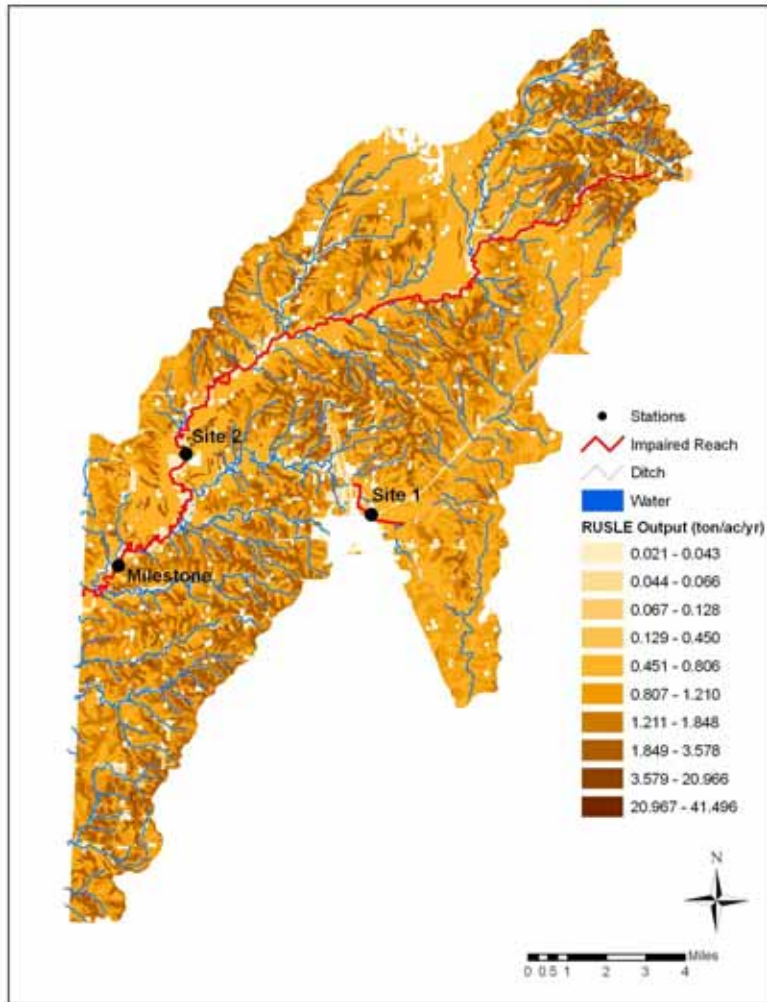 Site 2
Site 1
Milestone
Stations
Impaired Reach
Ditch
Water
RUSLE Output (ton/ac/yr)
0.021 - 0.043
0.044 - 0.066
0.067 - 0.128
0.129 - 0.450
0.451 - 0.806
0.807 - 1.210
1.211 - 1.848
1.849 - 3.578
3.579 - 20.966
20.967 - 41.496
N
Miles
0 0.5 1 2 3 4